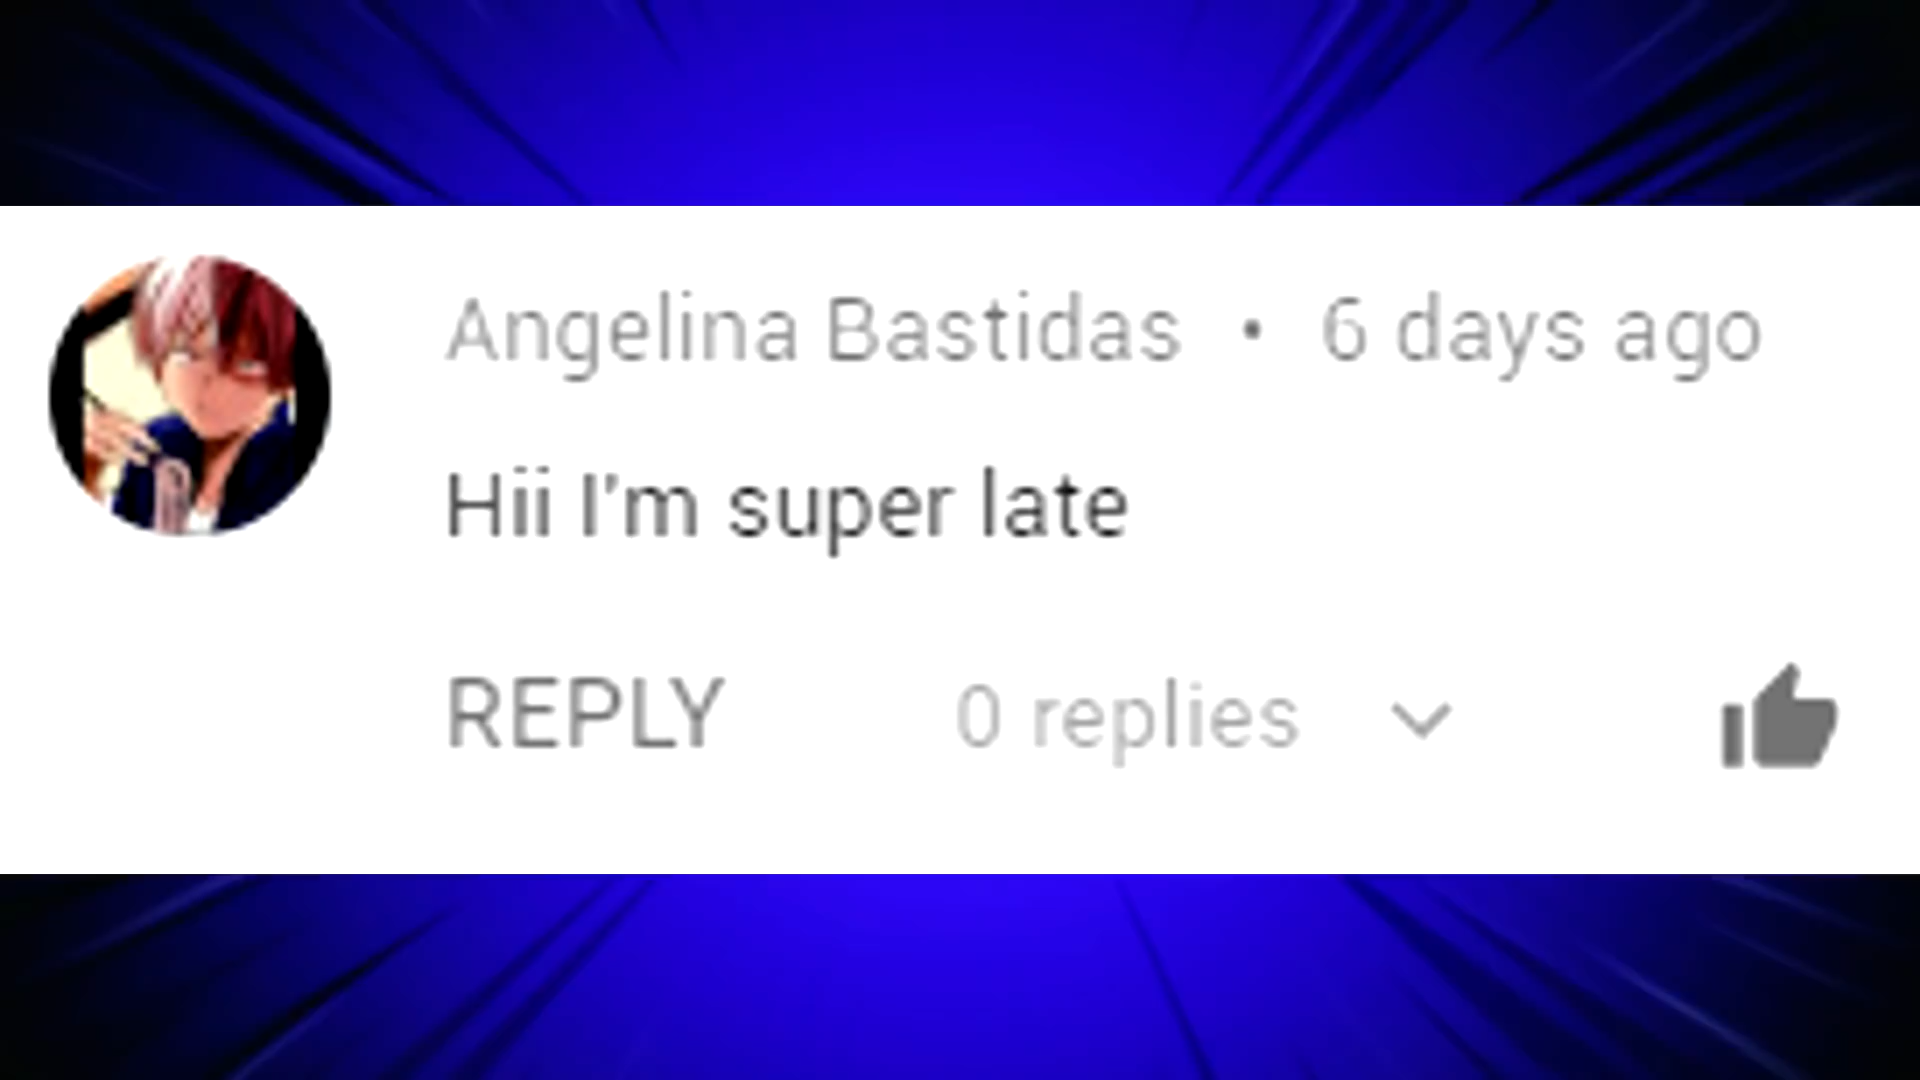 Angelina Bastidas • 6 days ago
Hii I'm super late
REPLY 0 replies